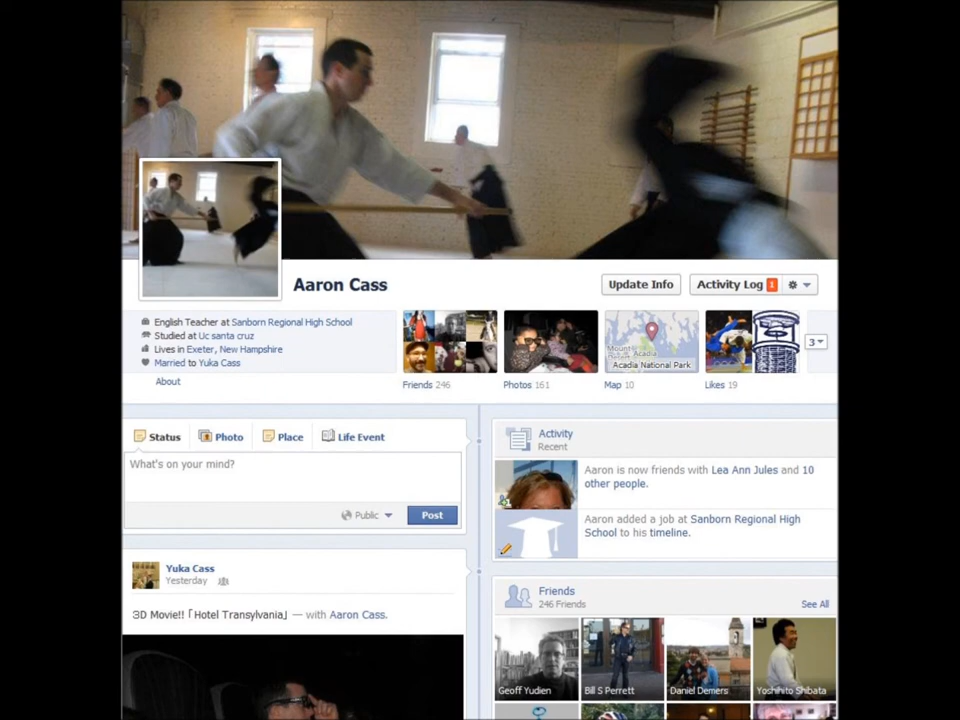 Aaron Cass
Update Info
Activity Log 1
English Teacher at Sanborn Regional High School
Studied at Uc santa cruz
Lives in Exeter, New Hampshire
Married to Yuka Cass
About
Mount
Acadia
Acadia National Park
3
Friends 246
Photos 161
Map 10
Likes 19
Status
Photo
Place
Life Event
What's on your mind?
Public
Post
Activity
Recent
Aaron is now friends with Lea Ann Jules and 10
other people.
Aaron added a job at Sanborn Regional High
School to his timeline.
Yuka Cass
Yesterday
3D Movie!!「Hotel Transylvania」 — with Aaron Cass.
Friends
246 Friends
See All
Geoff Yudien
Bill S Perrett
Daniel Demers
Yoshihito Shibata